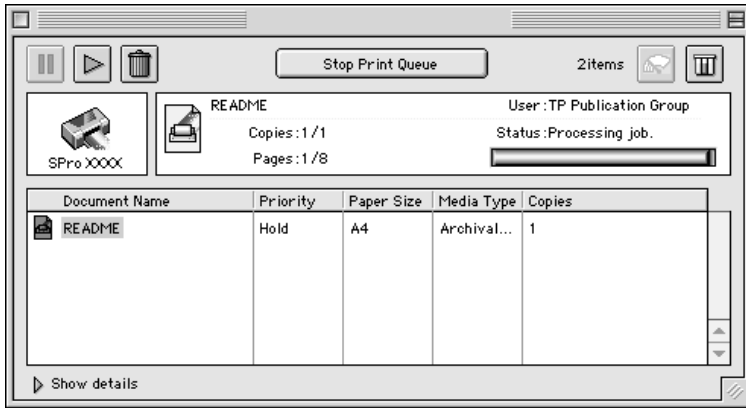 Stop Print Queue
2items
SPro XXXX
README
User:TP Publication Group
Copies:1/1
Status:Processing job.
Pages:1/8
Document Name Priority Paper Size Media Type Copies
README Hold A4 Archival... 1
Show details